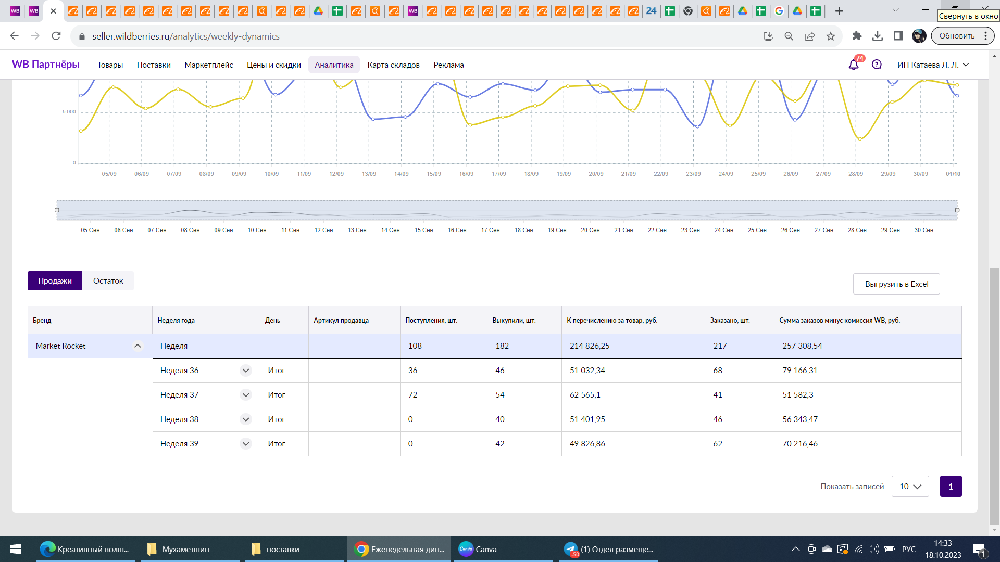 WB WB 24
Свернуть в окно
seller.wildberries.ru/analytics/weekly-dynamics
Обновить
WB Партнёры Товары Поставки Маркетплейс Цены и скидки Аналитика Карта складов Реклама 74 ИП Катаева Л. Л.
5 000
0
05/09 06/09 07/09 08/09 09/09 10/09 11/09 12/09 13/09 14/09 15/09 16/09 17/09 18/09 19/09 20/09 21/09 22/09 23/09 24/09 25/09 26/09 27/09 28/09 29/09 30/09 01/10
05 Сен 06 Сен 07 Сен 08 Сен 09 Сен 10 Сен 11 Сен 12 Сен 13 Сен 14 Сен 15 Сен 16 Сен 17 Сен 18 Сен 19 Сен 20 Сен 21 Сен 22 Сен 23 Сен 24 Сен 25 Сен 26 Сен 27 Сен 28 Сен 29 Сен 30 Сен
Продажи Остаток Выгрузить в Excel
Бренд Неделя года День Артикул продавца Поступления, шт. Выкупили, шт. К перечислению за товар, руб. Заказано, шт. Сумма заказов минус комиссия WB, руб.
Market Rocket Неделя 108 182 214 826,25 217 257 308,54
Неделя 36 Итог 36 46 51 032,34 68 79 166,31
Неделя 37 Итог 72 54 62 565,1 41 51 582,3
Неделя 38 Итог 0 40 51 401,95 46 56 343,47
Неделя 39 Итог 0 42 49 826,86 62 70 216,46
Показать записей 10 1
Креативный волш... Мухаметшин поставки Еженедельная дин... Canva Canva ..50 (1) Отдел размеще... РУС 14:33
18.10.2023 1